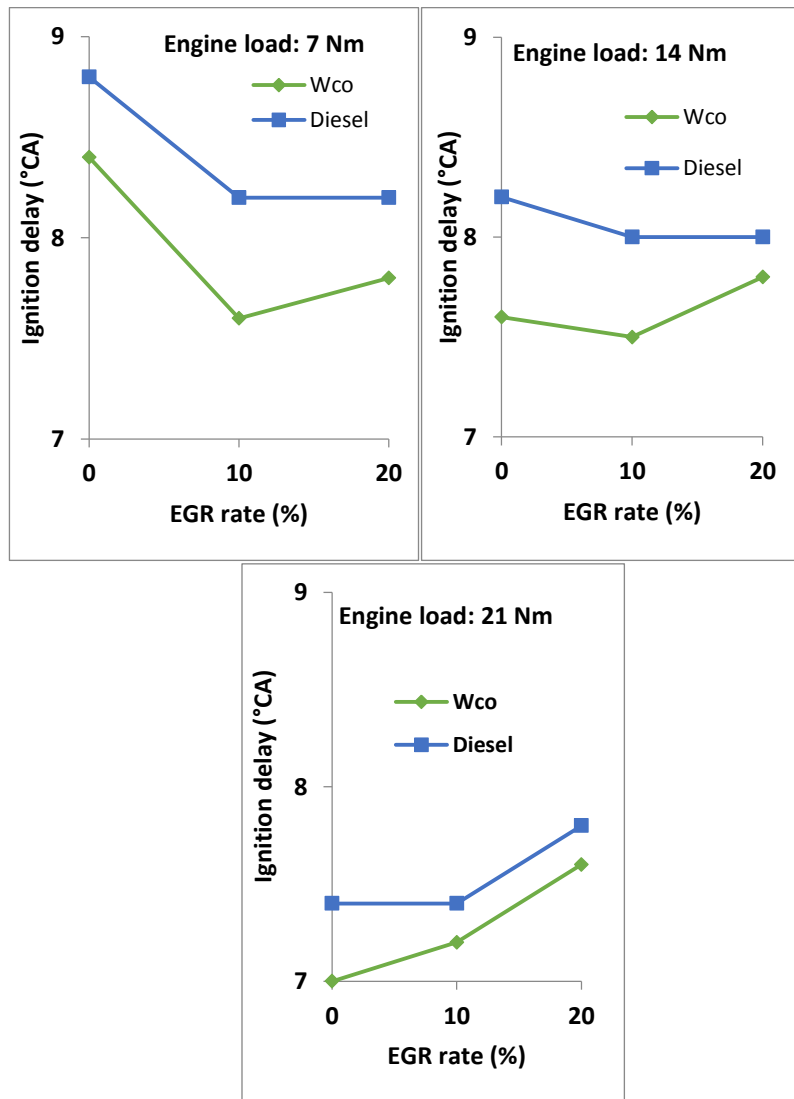 Engine load: 7 Nm
Wco
Diesel
9
8
7
Ignition delay (°CA)
0 10 20
EGR rate (%)
Engine load: 14 Nm
Wco
Diesel
9
8
7
Ignition delay (°CA)
0 10 20
EGR rate (%)
Engine load: 21 Nm
Wco
Diesel
9
8
7
Ignition delay (°CA)
0 10 20
EGR rate (%)